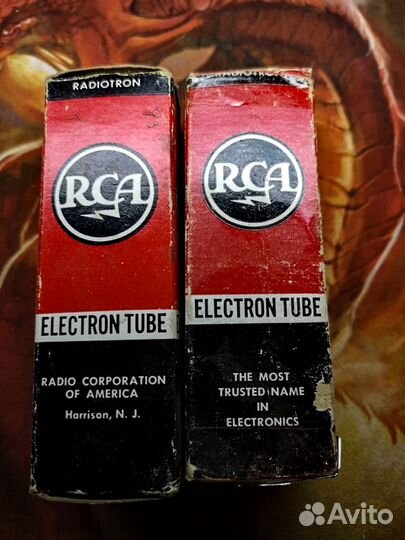 RADIOTRON
RCA
ELECTRON TUBE
RADIO CORPORATION
OF AMERICA
Harrison, N. J.
RADIOTRON
RCA
ELECTRON TUBE
THE MOST
TRUSTED NAME
IN
ELECTRONICS
Avito